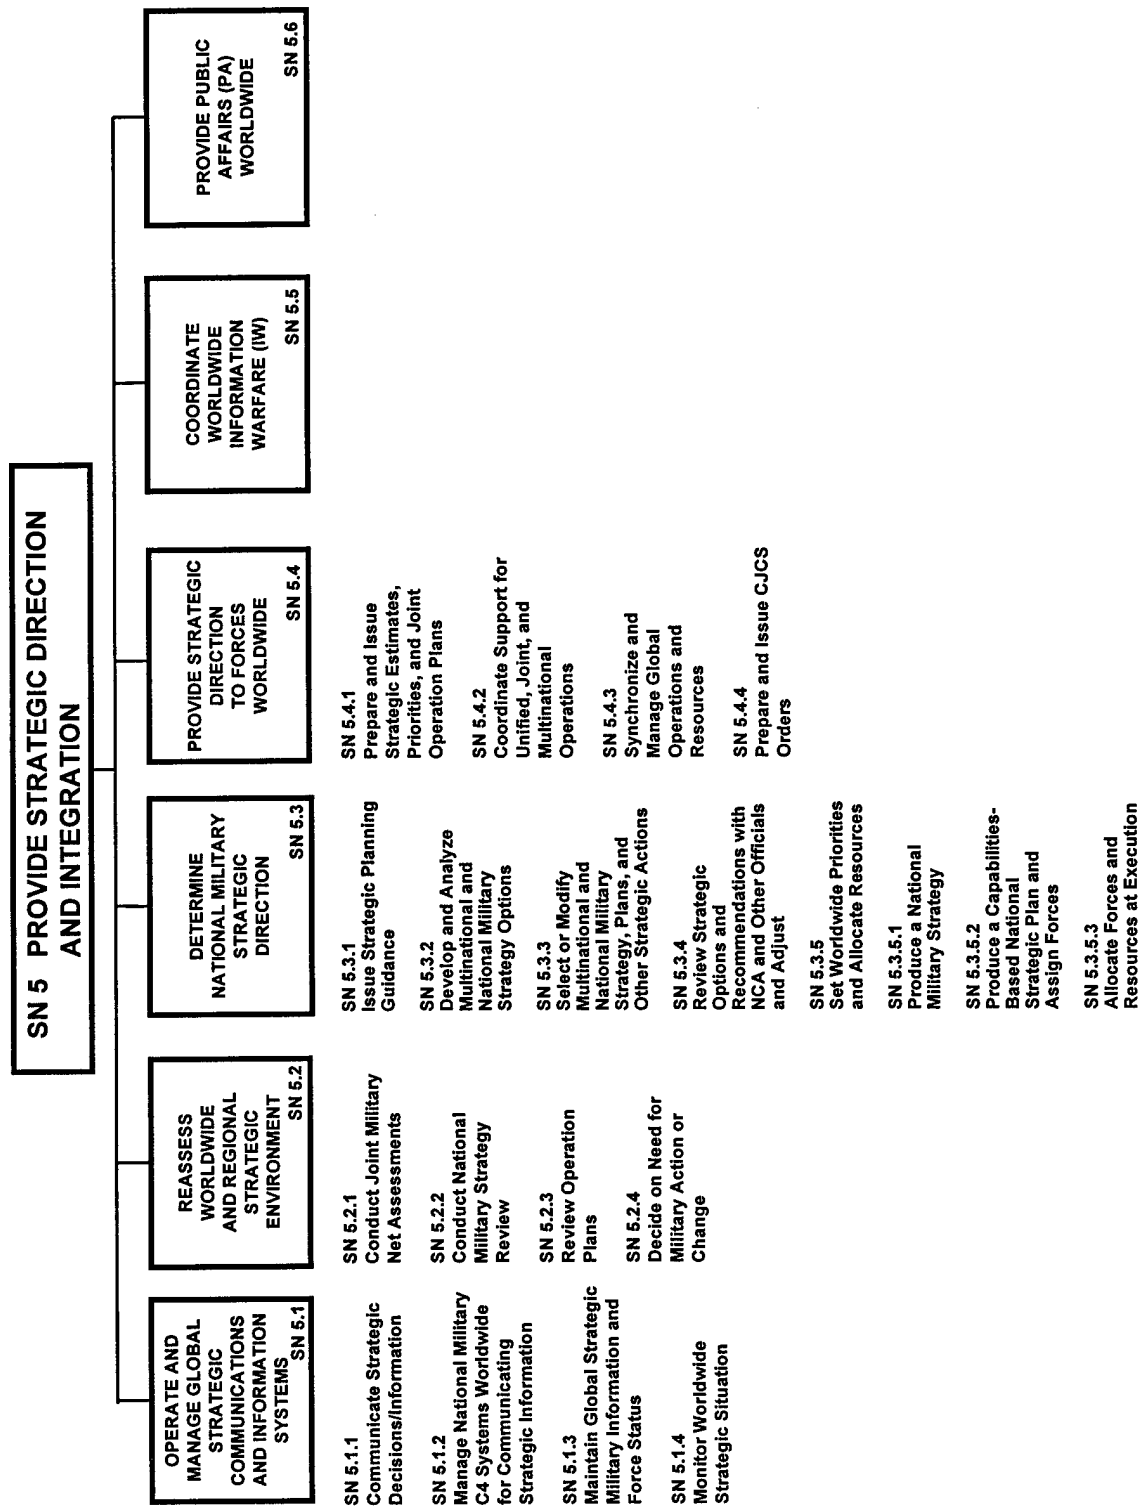 SN 5 PROVIDE STRATEGIC DIRECTION
AND INTEGRATION
OPERATE AND
MANAGE GLOBAL
STRATEGIC
COMMUNICATIONS
AND INFORMATION
SYSTEMS
SN 5.1
SN 5.1.1
Communicate Strategic
Decisions/Information
SN 5.1.2
Manage National Military
C4 Systems Worldwide
for Communicating
Strategic Information
SN 5.1.3
Maintain Global Strategic
Military Information and
Force Status
SN 5.1.4
Monitor Worldwide
Strategic Situation
REASSESS
WORLDWIDE
AND REGIONAL
STRATEGIC
ENVIRONMENT
SN 5.2
SN 5.2.1
Conduct Joint Military
Net Assessments
SN 5.2.2
Conduct National
Military Strategy
Review
SN 5.2.3
Review Operation
Plans
SN 5.2.4
Decide on Need for
Military Action or
Change
DETERMINE
NATIONAL MILITARY
STRATEGIC
DIRECTION
SN 5.3
SN 5.3.1
Issue Strategic Planning
Guidance
SN 5.3.2
Develop and Analyze
Multinational and
National Military
Strategy Options
SN 5.3.3
Select or Modify
Multinational and
National Military
Strategy, Plans, and
Other Strategic Actions
SN 5.3.4
Review Strategic
Options and
Recommendations with
NCA and Other Officials
and Adjust
SN 5.3.5
Set Worldwide Priorities
and Allocate Resources
SN 5.3.5.1
Produce a National
Military Strategy
SN 5.3.5.2
Produce a Capabilities-
Based National
Strategic Plan and
Assign Forces
SN 5.3.5.3
Allocate Forces and
Resources at Execution
PROVIDE STRATEGIC
DIRECTION
TO FORCES
WORLDWIDE
SN 5.4
SN 5.4.1
Prepare and Issue
Strategic Estimates,
Priorities, and Joint
Operation Plans
SN 5.4.2
Coordinate Support for
Unified, Joint, and
Multinational
Operations
SN 5.4.3
Synchronize and
Manage Global
Operations and
Resources
SN 5.4.4
Prepare and Issue CJCS
Orders
COORDINATE
WORLDWIDE
INFORMATION
WARFARE (IW)
SN 5.5
PROVIDE PUBLIC
AFFAIRS (PA)
WORLDWIDE
SN 5.6